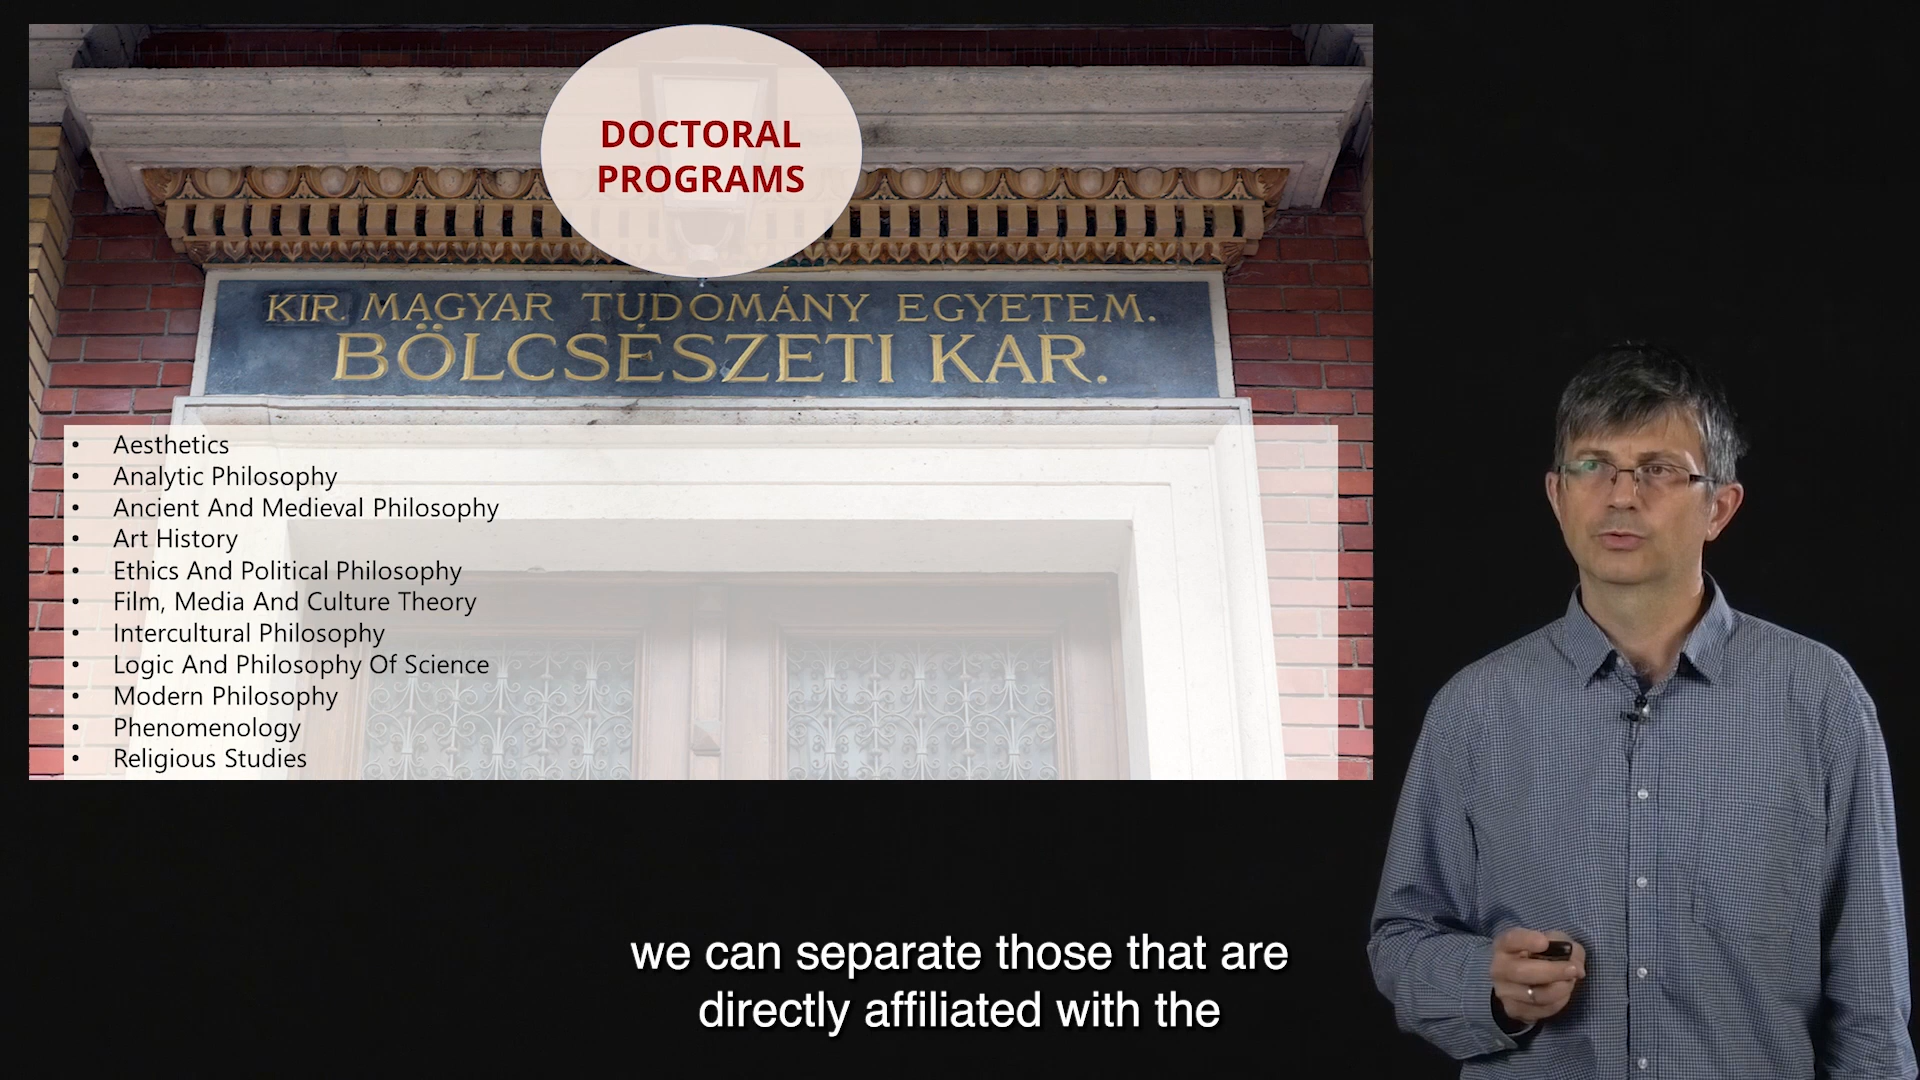 DOCTORAL
PROGRAMS
KIR. MAGYAR TUDOMÁNY EGYETEM.
BÖLCSÉSZETI KAR.
• Aesthetics
• Analytic Philosophy
• Ancient And Medieval Philosophy
• Art History
• Ethics And Political Philosophy
• Film, Media And Culture Theory
• Intercultural Philosophy
• Logic And Philosophy Of Science
• Modern Philosophy
• Phenomenology
• Religious Studies
we can separate those that are
directly affiliated with the